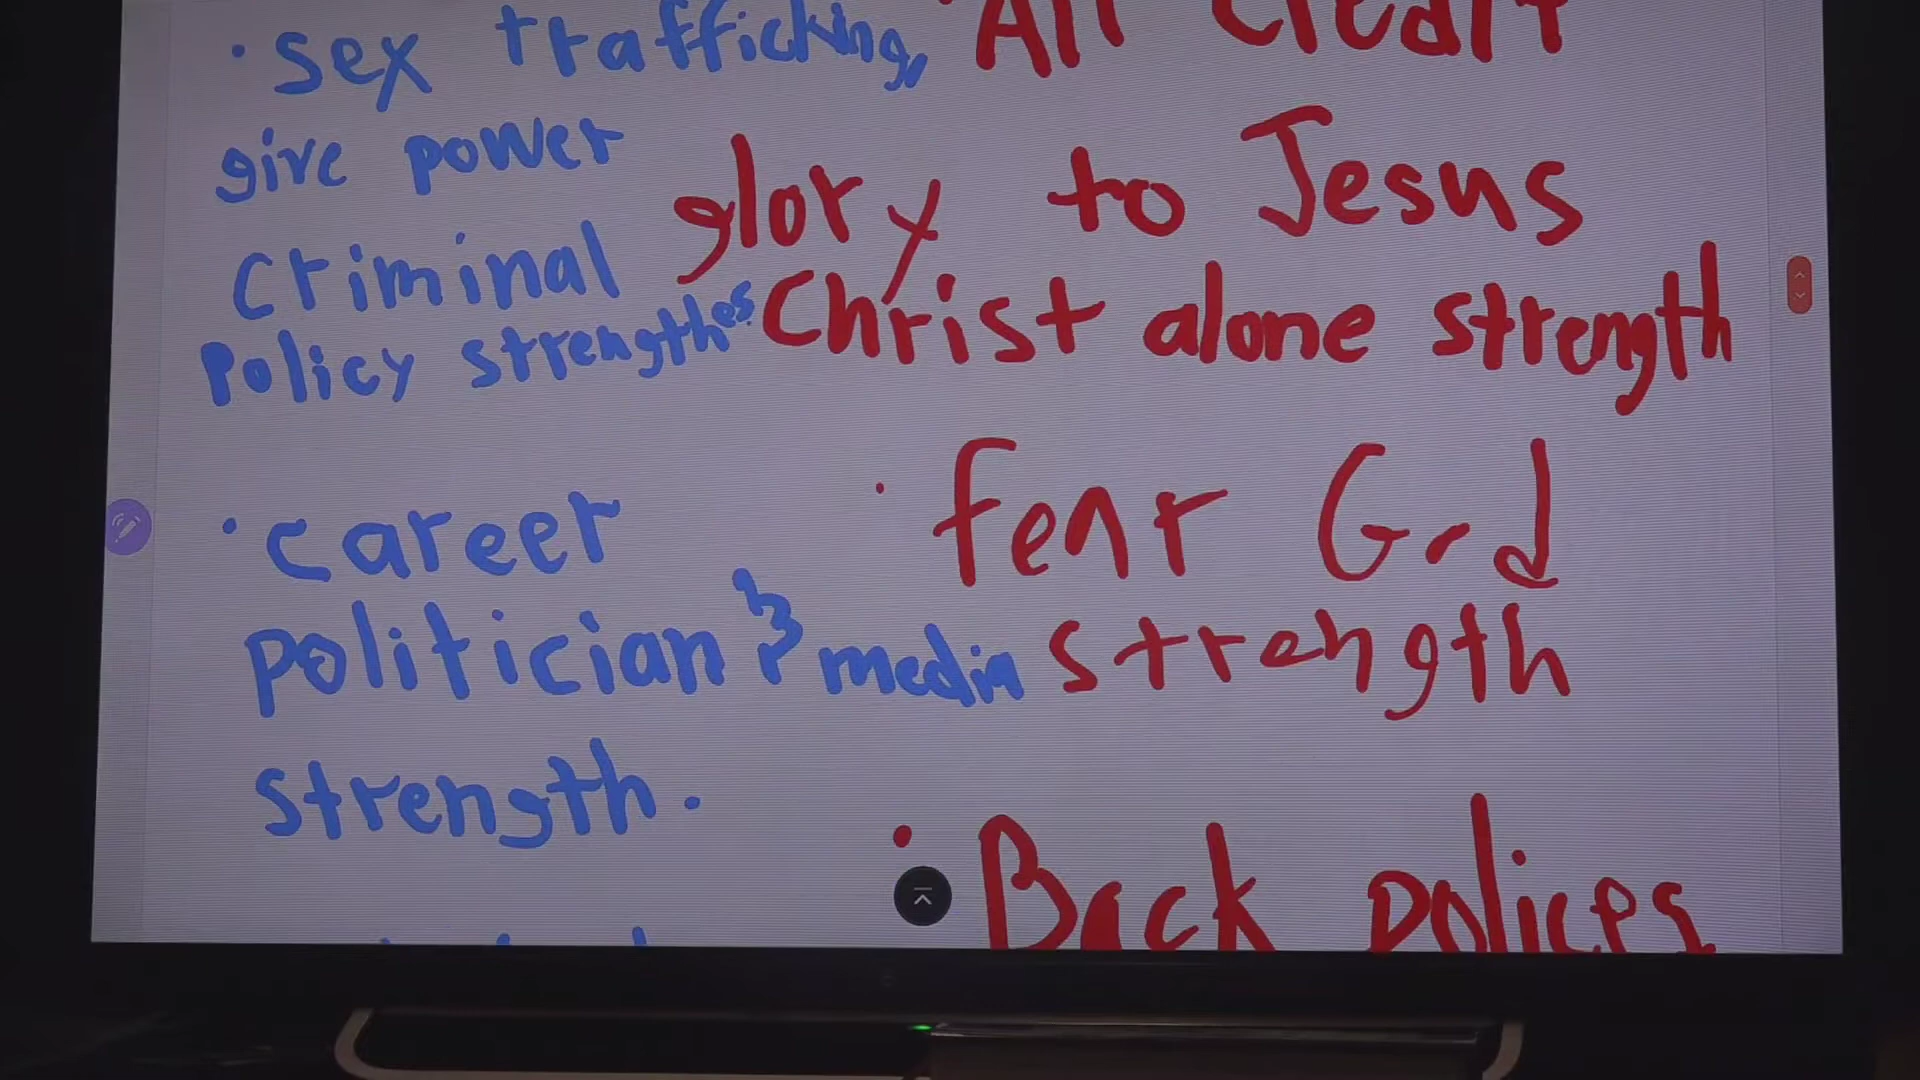 • sex trafficking,
give power
Criminal
Policy strengthes.
• career
politician & media
strength.
• All Credit
glory to Jesus
Christ alone strength
• fear God
strength
• Back polices